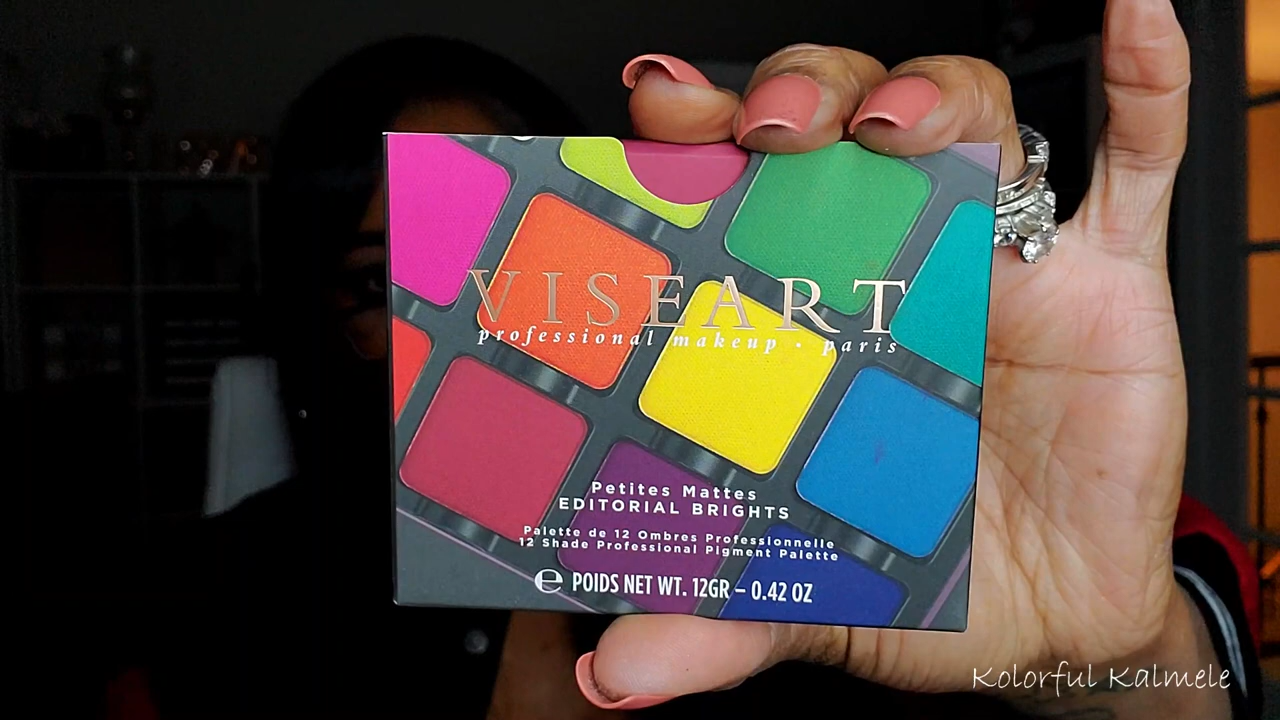 VISEART
professional makeup · paris
Petites Mattes
EDITORIAL BRIGHTS
Palette de 12 Ombres Professionnelle
12 Shade Professional Pigment Palette
℮ POIDS NET WT. 12GR – 0.42 OZ
Kolorful Kalmele